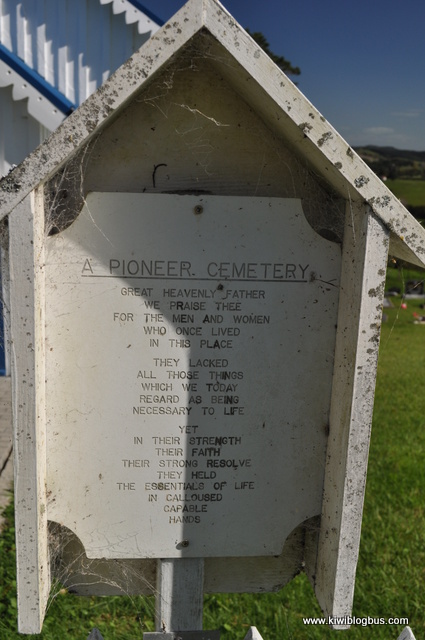 A PIONEER CEMETERY
GREAT HEAVENLY FATHER
WE PRAISE THEE
FOR THE MEN AND WOMEN
WHO ONCE LIVED
IN THIS PLACE
THEY LACKED
ALL THOSE THINGS
WHICH WE TODAY
REGARD AS BEING
NECESSARY TO LIFE
YET
IN THEIR STRENGTH
THEIR FAITH
THEIR STRONG RESOLVE
THEY HELD
THE ESSENTIALS OF LIFE
IN CALLOUSED
CAPABLE
HANDS
www.kiwiblogbus.com